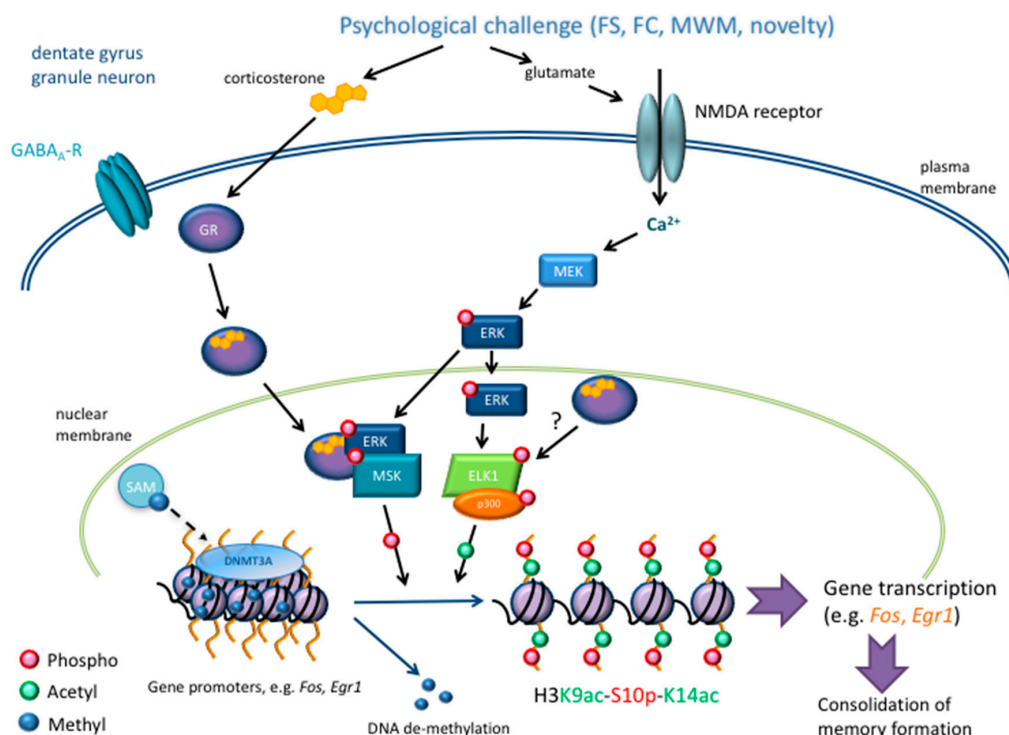 Psychological challenge (FS, FC, MWM, novelty)
dentate gyrus
granule neuron
corticosterone
glutamate
NMDA receptor
GABAA-R
plasma
membrane
GR
Ca2+
MEK
ERK
ERK
nuclear
membrane
?
ERK
MSK
ELK1
p300
SAM
DNMT3A
Gene transcription
(e.g. Fos, Egr1)
Phospho
Acetyl
Methyl
Gene promoters, e.g. Fos, Egr1
DNA de-methylation
H3K9ac-S10p-K14ac
Consolidation of
memory formation